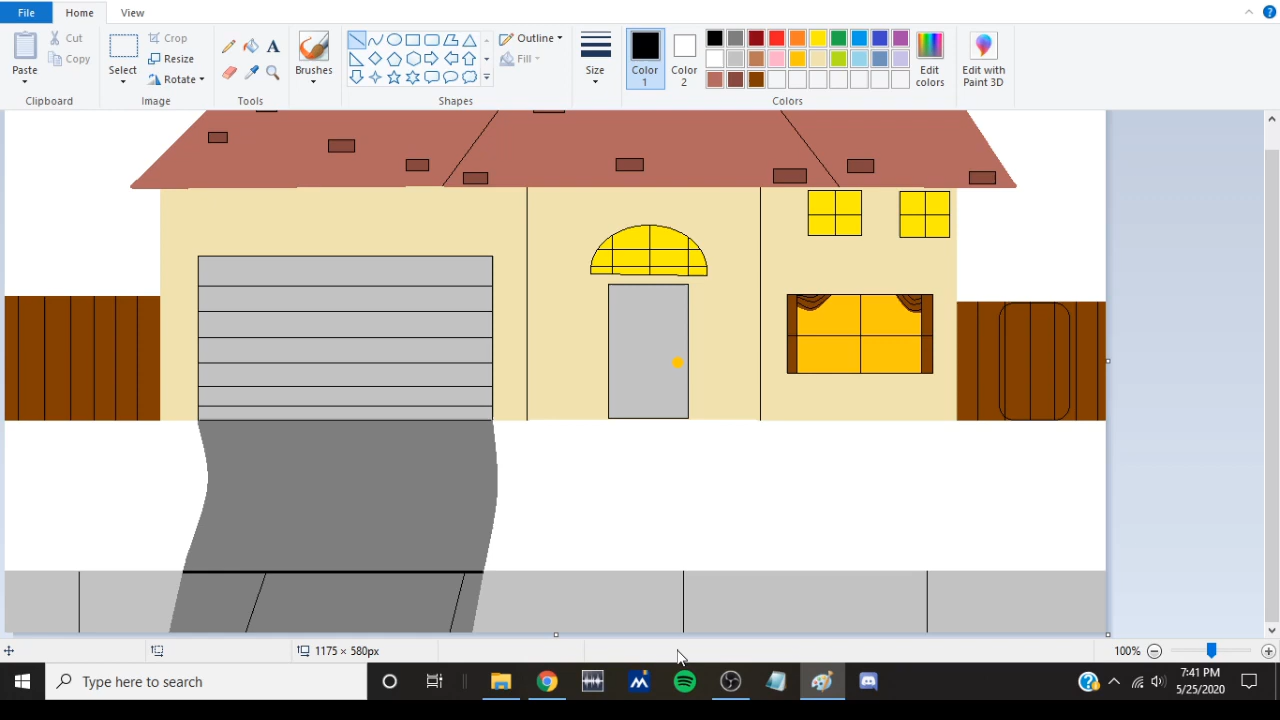 File Home View
Paste
Cut
Copy
Clipboard
Select
Crop
Resize
Rotate
Image
A
Tools
Brushes
Outline
Fill
Shapes
Size
Color 1
Color 2
Edit colors
Colors
Edit with Paint 3D
1175 × 580px
100%
Type here to search
7:41 PM
5/25/2020